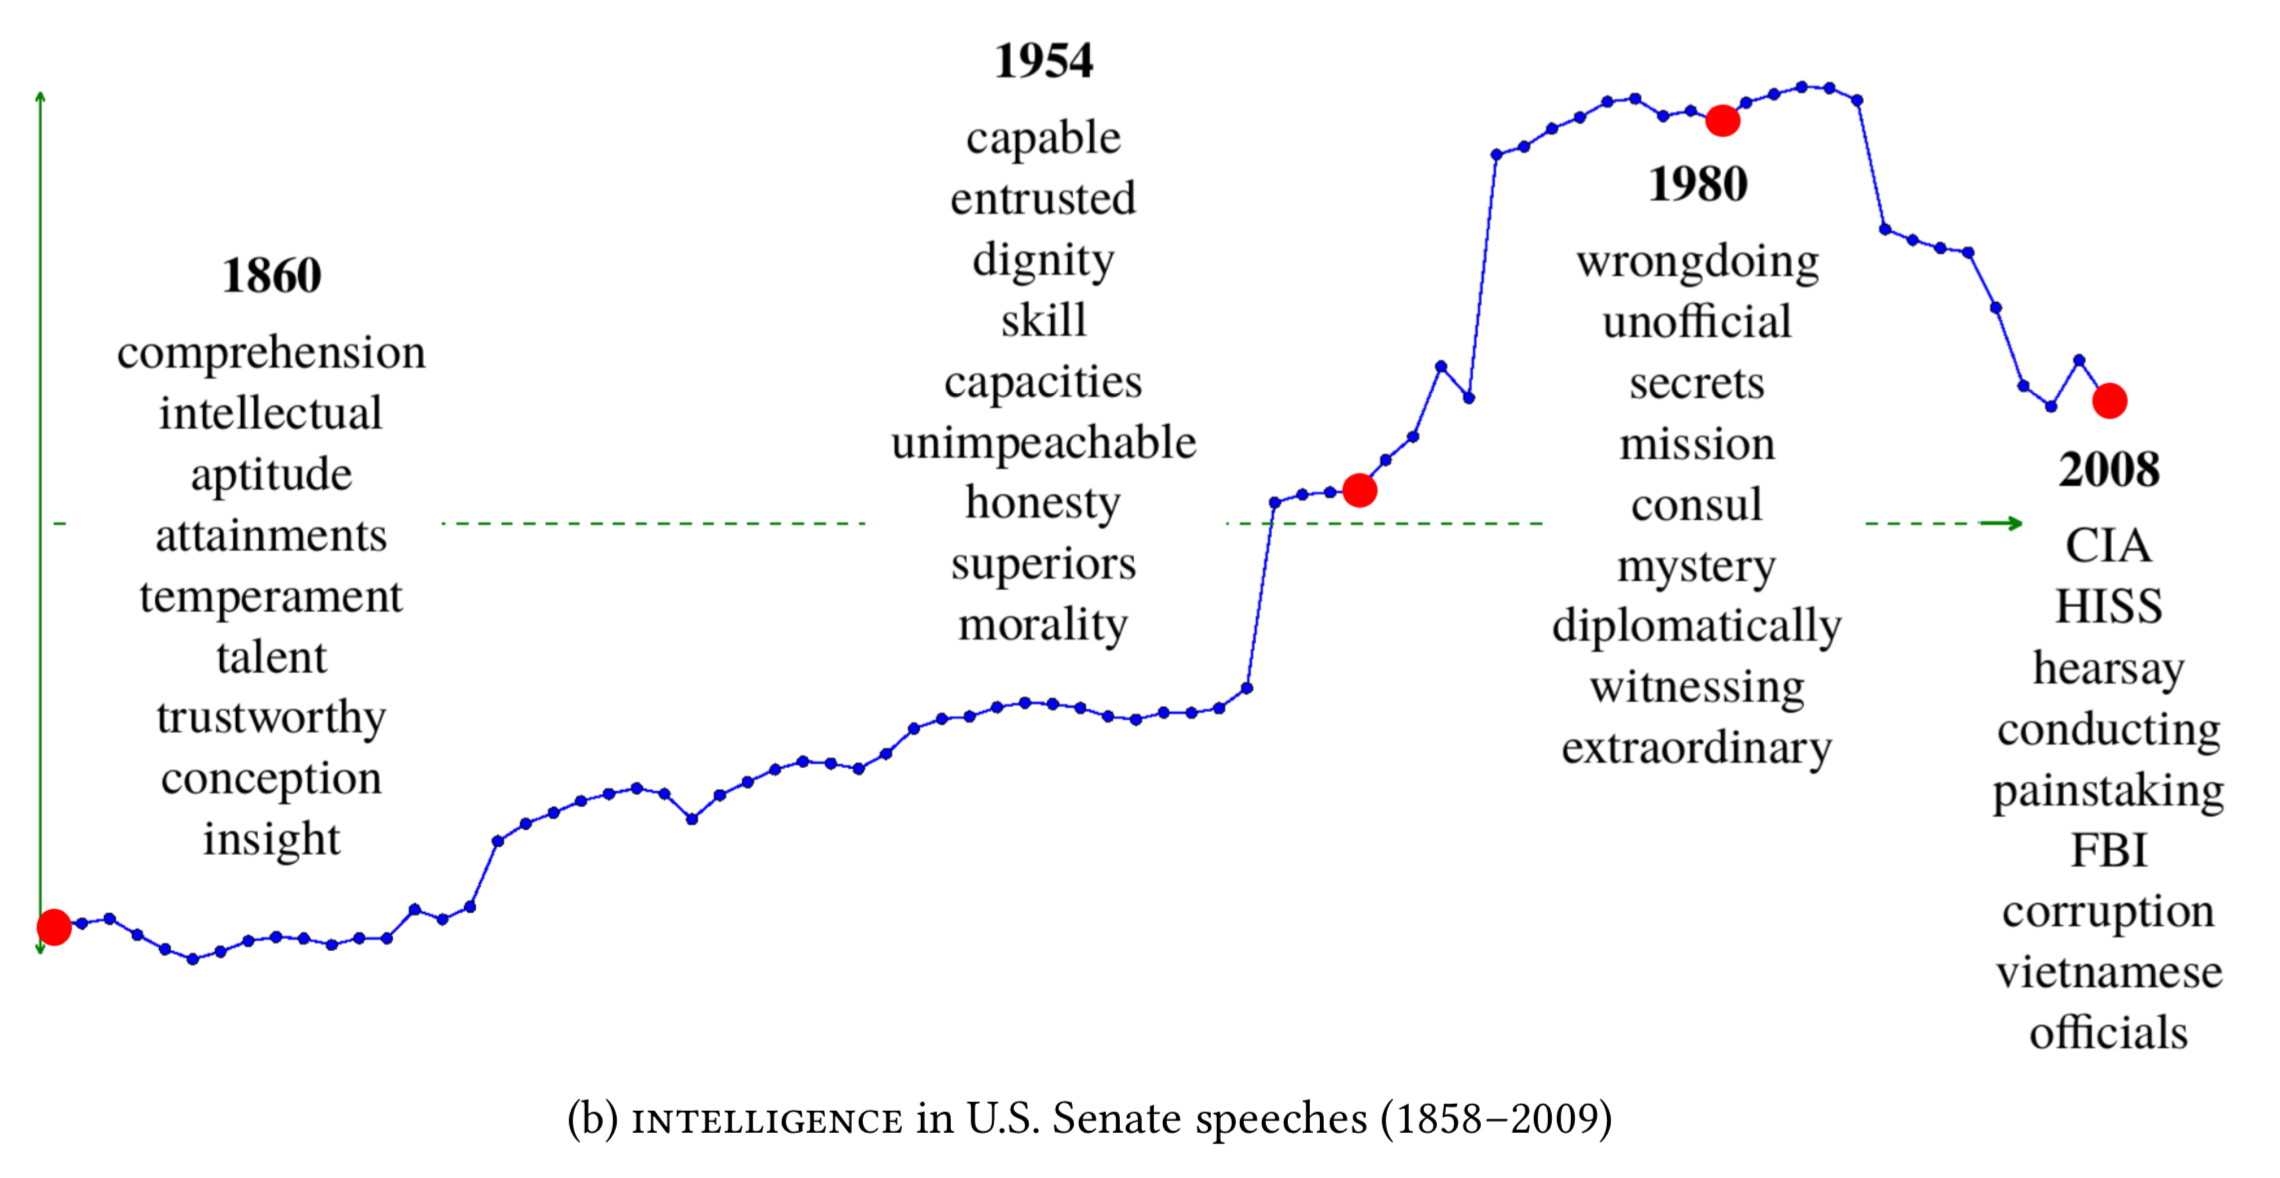 1860
comprehension
intellectual
aptitude
attainments
temperament
talent
trustworthy
conception
insight
1954
capable
entrusted
dignity
skill
capacities
unimpeachable
honesty
superiors
morality
1980
wrongdoing
unofficial
secrets
mission
consul
mystery
diplomatically
witnessing
extraordinary
2008
CIA
HISS
hearsay
conducting
painstaking
FBI
corruption
vietnamese
officials
(b) INTELLIGENCE in U.S. Senate speeches (1858–2009)